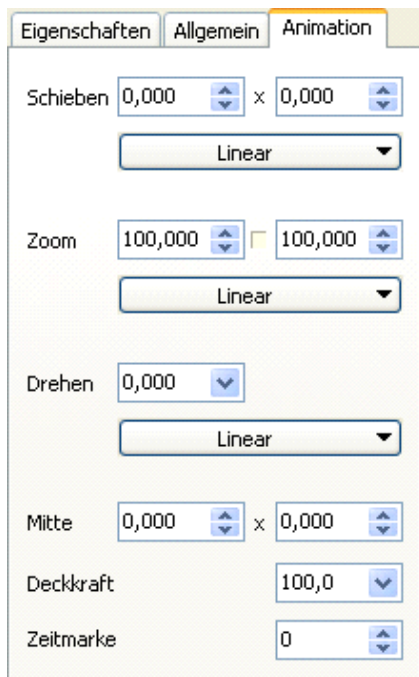 Eigenschaften Allgemein Animation
Schieben 0,000 x 0,000
Linear
Zoom 100,000 100,000
Linear
Drehen 0,000
Linear
Mitte 0,000 x 0,000
Deckkraft 100,0
Zeitmarke 0